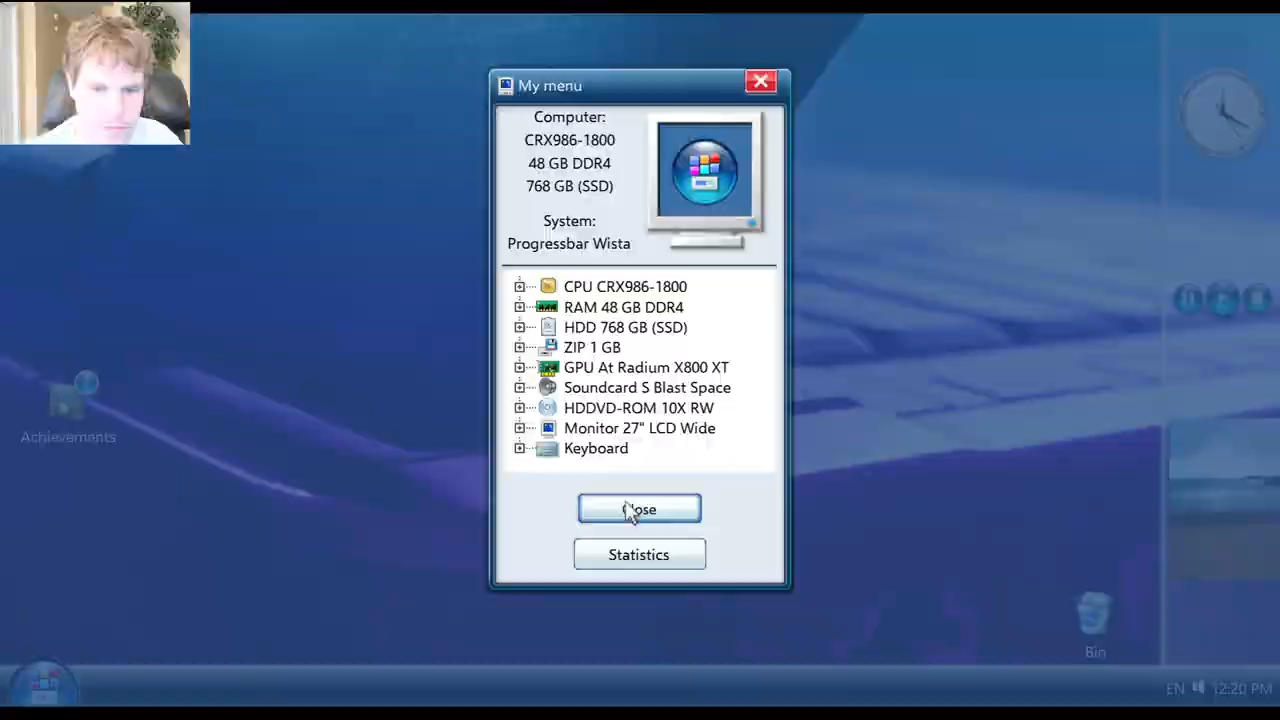 My menu
Computer:
CRX986-1800
48 GB DDR4
768 GB (SSD)
System:
Progressbar Wista
CPU CRX986-1800
RAM 48 GB DDR4
HDD 768 GB (SSD)
ZIP 1 GB
GPU At Radium X800 XT
Soundcard S Blast Space
HDDVD-ROM 10X RW
Monitor 27" LCD Wide
Keyboard
Close
Statistics
Achievements
Bin
EN 12:20 PM